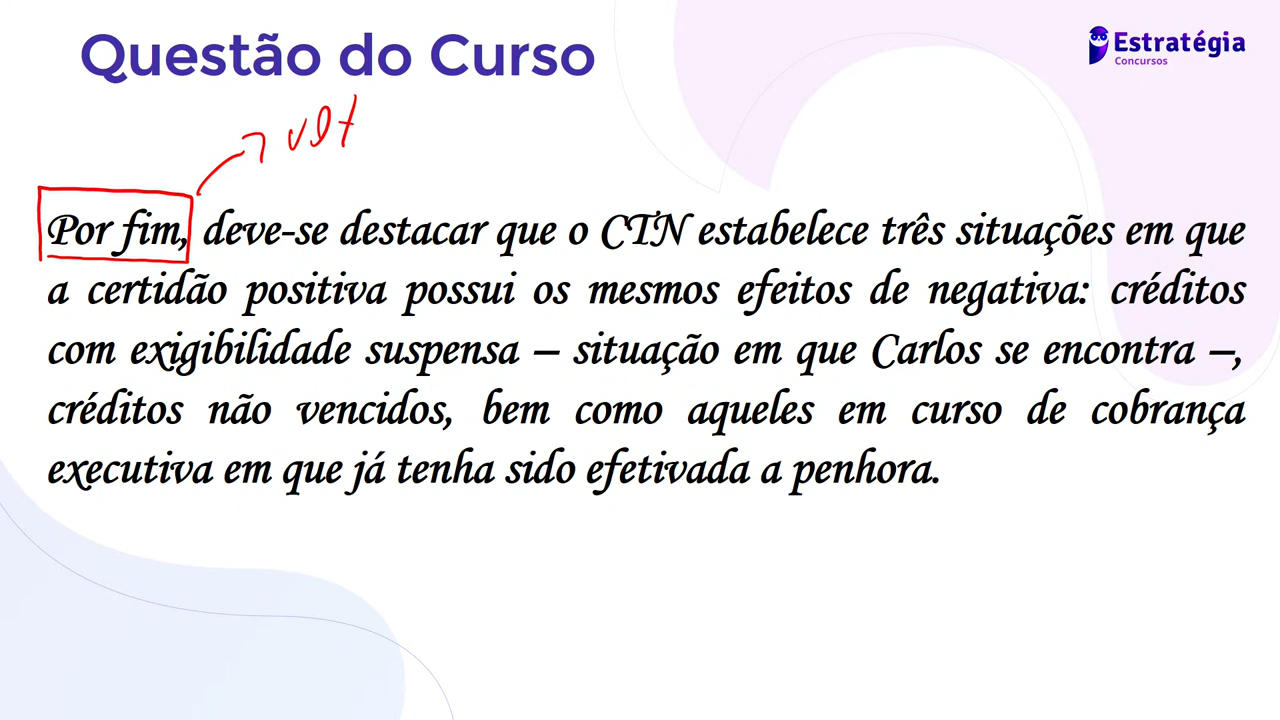 Questão do Curso
Estratégia
Concursos
Por fim, deve-se destacar que o CTN estabelece três situações em que
a certidão positiva possui os mesmos efeitos de negativa: créditos
com exigibilidade suspensa – situação em que Carlos se encontra –,
créditos não vencidos, bem como aqueles em curso de cobrança
executiva em que já tenha sido efetivada a penhora.